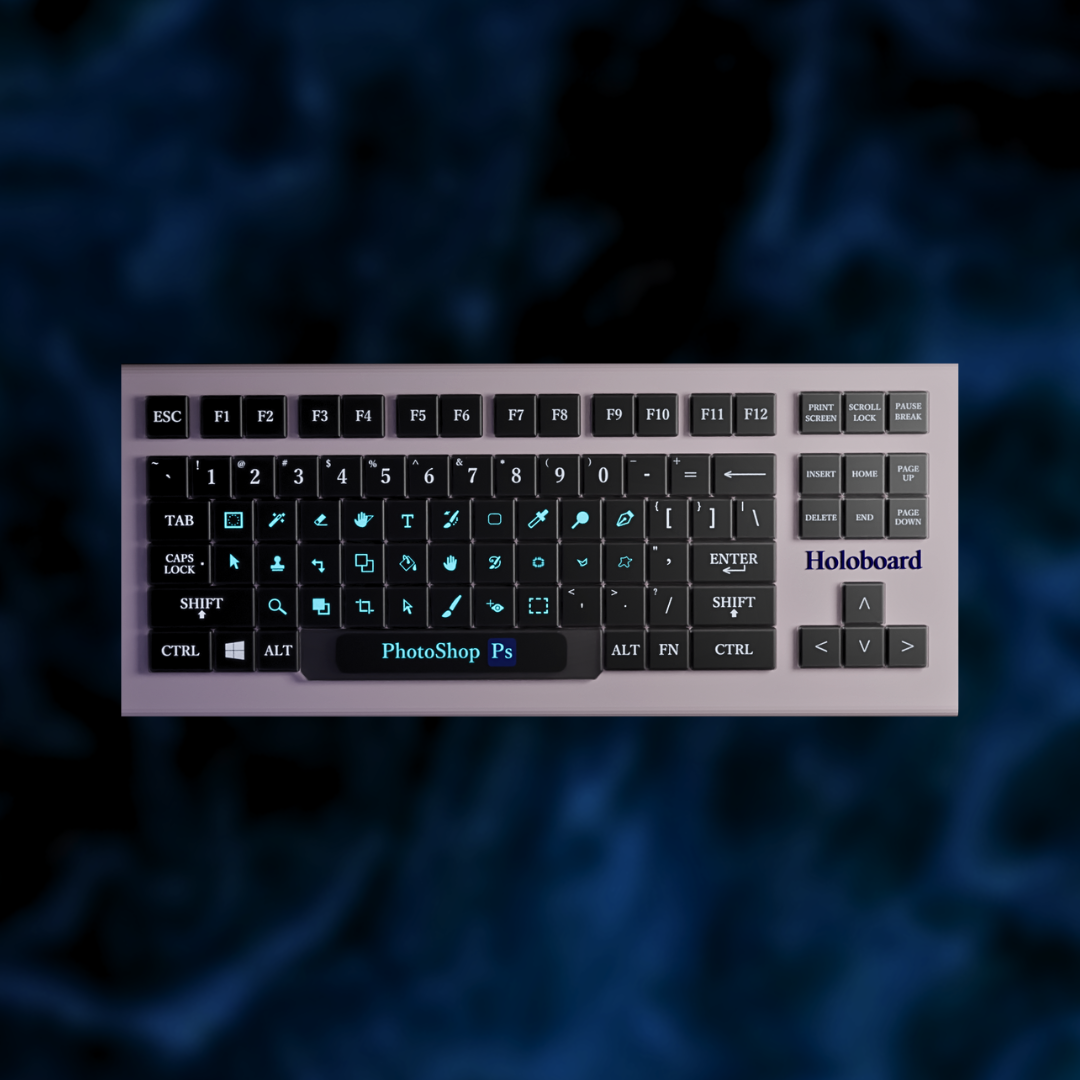 ESC F1 F2 F3 F4 F5 F6 F7 F8 F9 F10 F11 F12 PRINT SCREEN SCROLL LOCK PAUSE BREAK
~ ` ! 1 @ 2 # 3 $ 4 % 5 ^ 6 & 7 * 8 ( 9 ) 0 - - + = INSERT HOME PAGE UP
TAB T { [ } ] | \ DELETE END PAGE DOWN
CAPS LOCK " , ENTER
Holoboard
SHIFT < , > . ? / SHIFT ^
CTRL ALT PhotoShop Ps ALT FN CTRL < V >